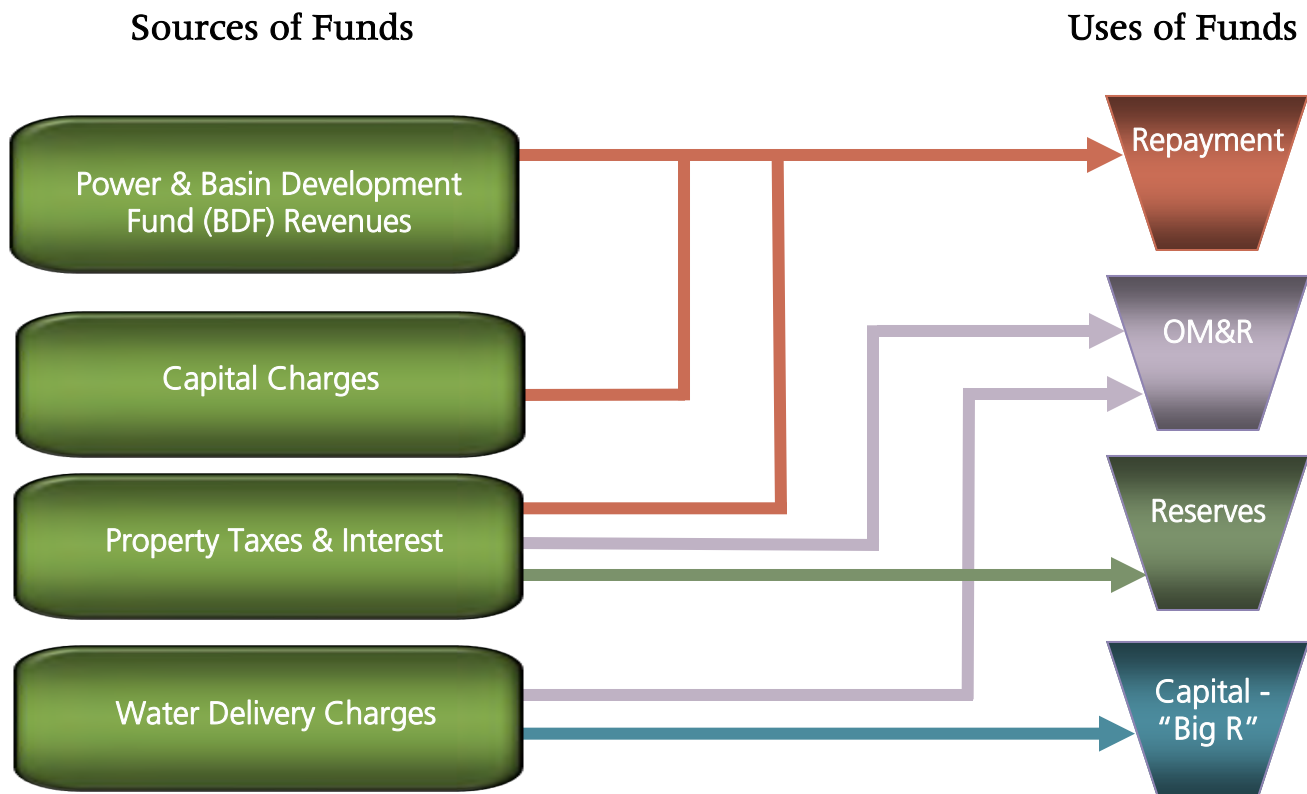 Sources of Funds
Uses of Funds
Power & Basin Development
Fund (BDF) Revenues
Capital Charges
Property Taxes & Interest
Water Delivery Charges
Repayment
OM&R
Reserves
Capital -
“Big R”